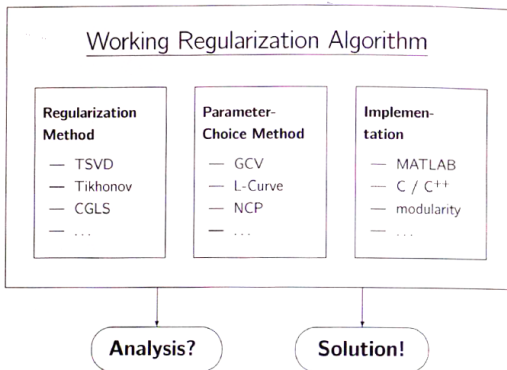 Working Regularization Algorithm
Regularization
Method
— TSVD
— Tikhonov
— CGLS
— . . .
Parameter-
Choice Method
— GCV
— L-Curve
— NCP
— . . .
Implemen-
tation
— MATLAB
— C / C++
— modularity
— . . .
Analysis?
Solution!